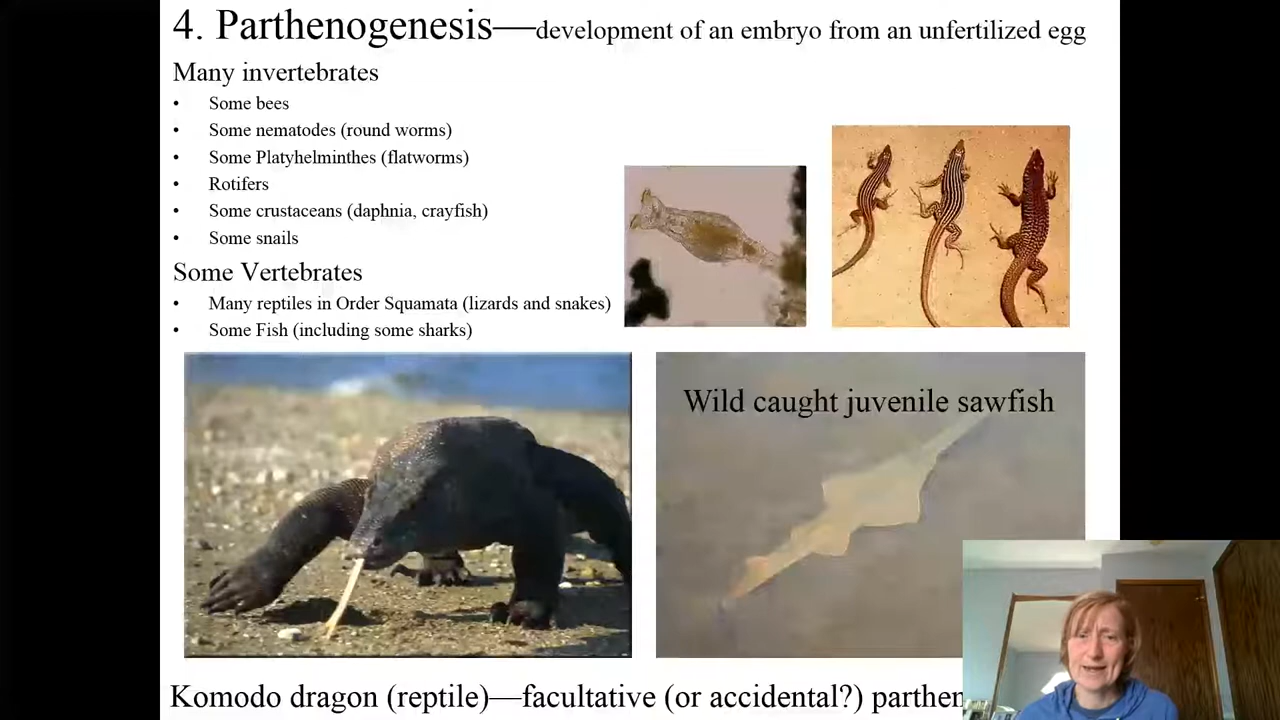 4. Parthenogenesis—development of an embryo from an unfertilized egg
Many invertebrates
• Some bees
• Some nematodes (round worms)
• Some Platyhelminthes (flatworms)
• Rotifers
• Some crustaceans (daphnia, crayfish)
• Some snails
Some Vertebrates
• Many reptiles in Order Squamata (lizards and snakes)
• Some Fish (including some sharks)
Wild caught juvenile sawfish
Komodo dragon (reptile)—facultative (or accidental?) parthen